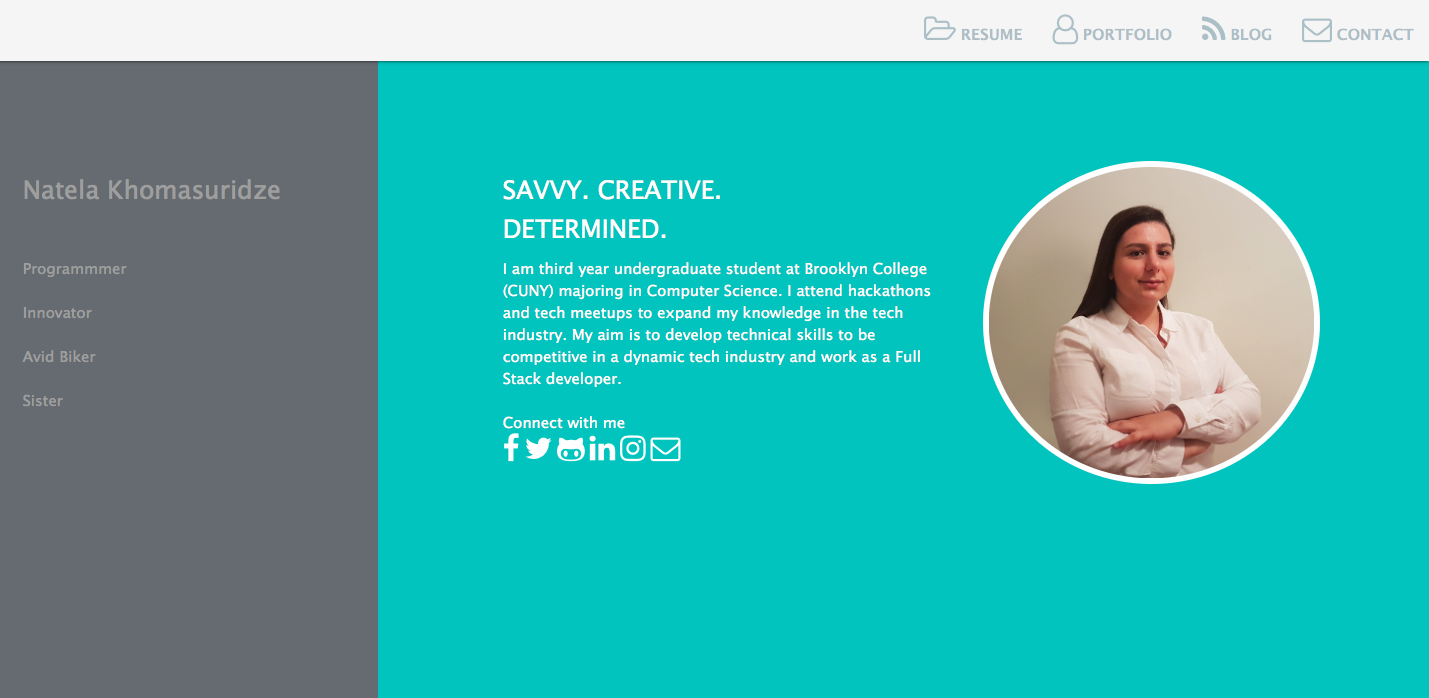 RESUME PORTFOLIO BLOG CONTACT
Natela Khomasuridze
Programmmer
Innovator
Avid Biker
Sister
SAVVY. CREATIVE.
DETERMINED.
I am third year undergraduate student at Brooklyn College
(CUNY) majoring in Computer Science. I attend hackathons
and tech meetups to expand my knowledge in the tech
industry. My aim is to develop technical skills to be
competitive in a dynamic tech industry and work as a Full
Stack developer.
Connect with me